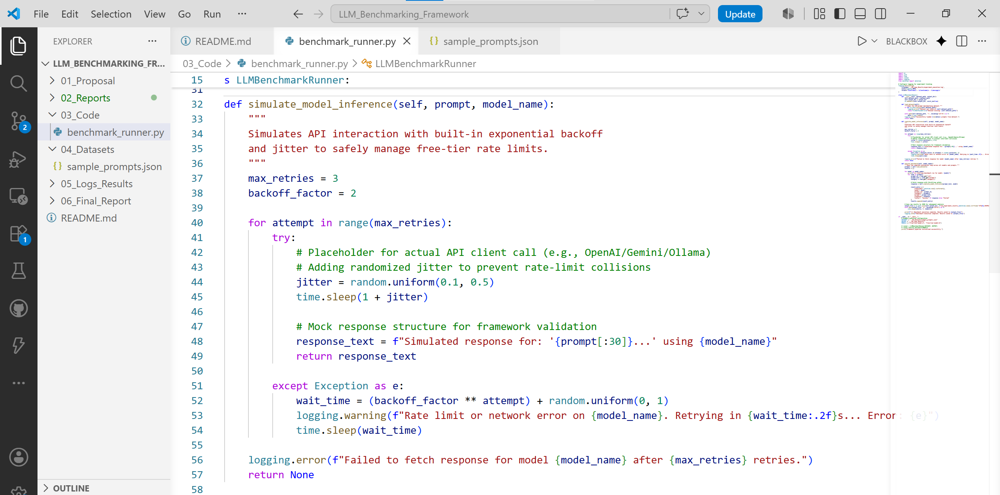 File Edit Selection View Go Run ...
LLM_Benchmarking_Framework
Update
EXPLORER
LLM_BENCHMARKING_FR...
01_Proposal
02_Reports
03_Code
benchmark_runner.py
04_Datasets
sample_prompts.json
05_Logs_Results
06_Final_Report
README.md
OUTLINE
2
1
README.md
benchmark_runner.py
sample_prompts.json
BLACKBOX
03_Code > benchmark_runner.py > LLMBenchmarkRunner
15 s LLMBenchmarkRunner:
31
32 def simulate_model_inference(self, prompt, model_name):
33 """
34 Simulates API interaction with built-in exponential backoff
35 and jitter to safely manage free-tier rate limits.
36 """
37 max_retries = 3
38 backoff_factor = 2
39
40 for attempt in range(max_retries):
41 try:
42 # Placeholder for actual API client call (e.g., OpenAI/Gemini/Ollama)
43 # Adding randomized jitter to prevent rate-limit collisions
44 jitter = random.uniform(0.1, 0.5)
45 time.sleep(1 + jitter)
46
47 # Mock response structure for framework validation
48 response_text = f"Simulated response for: '{prompt[:30]}...' using {model_name}"
49 return response_text
50
51 except Exception as e:
52 wait_time = (backoff_factor ** attempt) + random.uniform(0, 1)
53 logging.warning(f"Rate limit or network error on {model_name}. Retrying in {wait_time:.2f}s... Error: {e}")
54 time.sleep(wait_time)
55
56 logging.error(f"Failed to fetch response for model {model_name} after {max_retries} retries.")
57 return None
58